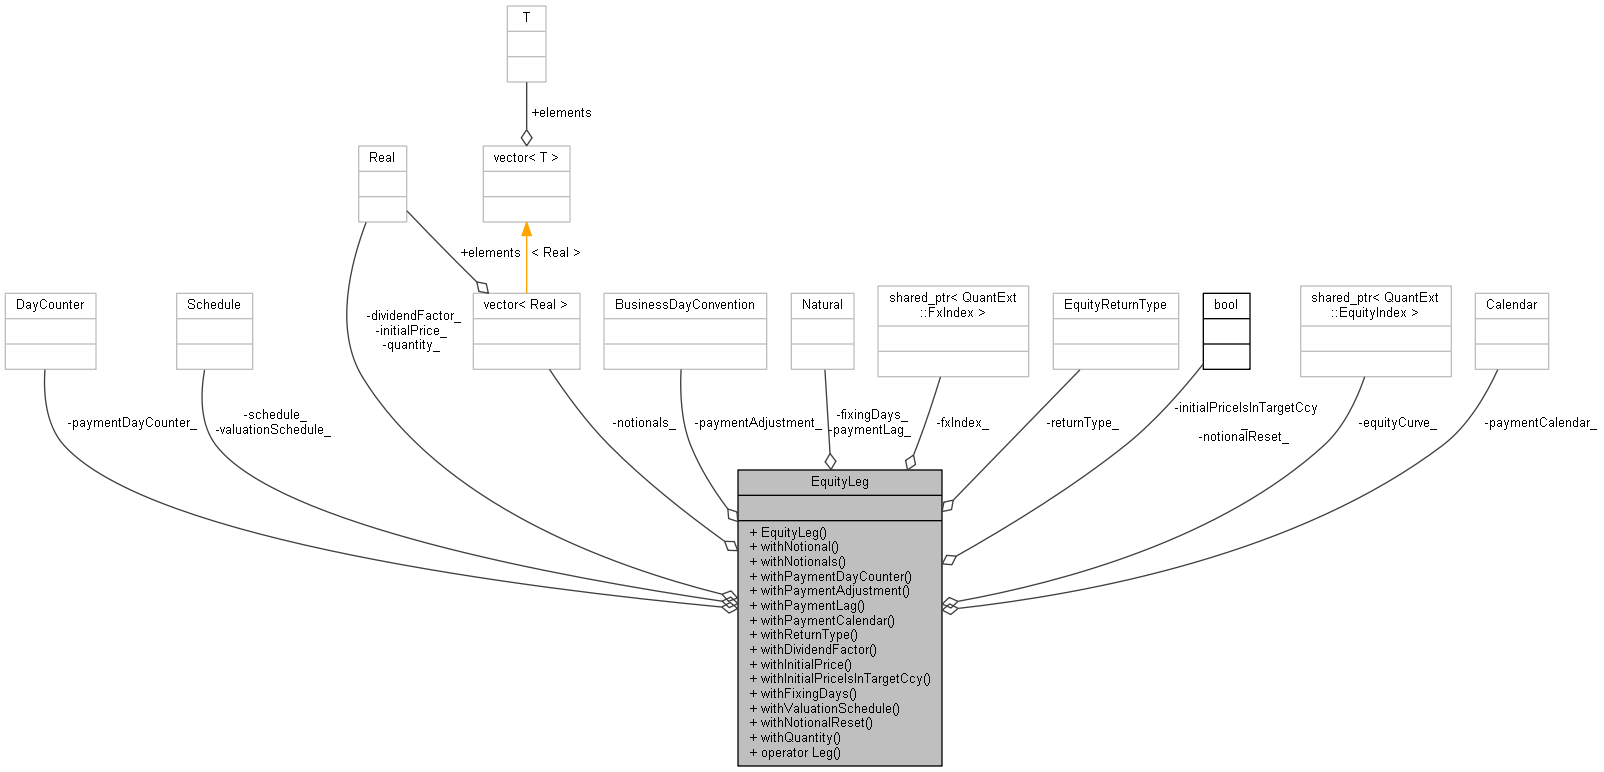 T
+elements
Real
vector< T >
+elements
< Real >
DayCounter
Schedule
-dividendFactor_
-initialPrice_
-quantity_
vector< Real >
BusinessDayConvention
Natural
shared_ptr< QuantExt
::FxIndex >
EquityReturnType
bool
shared_ptr< QuantExt
::EquityIndex >
Calendar
-paymentDayCounter_
-schedule_
-valuationSchedule_
-notionals_
-paymentAdjustment_
-fixingDays_
-paymentLag_
-fxIndex_
-returnType_
-initialPriceIsInTargetCcy
_
-notionalReset_
-equityCurve_
-paymentCalendar_
EquityLeg
+ EquityLeg()
+ withNotional()
+ withNotionals()
+ withPaymentDayCounter()
+ withPaymentAdjustment()
+ withPaymentLag()
+ withPaymentCalendar()
+ withReturnType()
+ withDividendFactor()
+ withInitialPrice()
+ withInitialPriceIsInTargetCcy()
+ withFixingDays()
+ withValuationSchedule()
+ withNotionalReset()
+ withQuantity()
+ operator Leg()